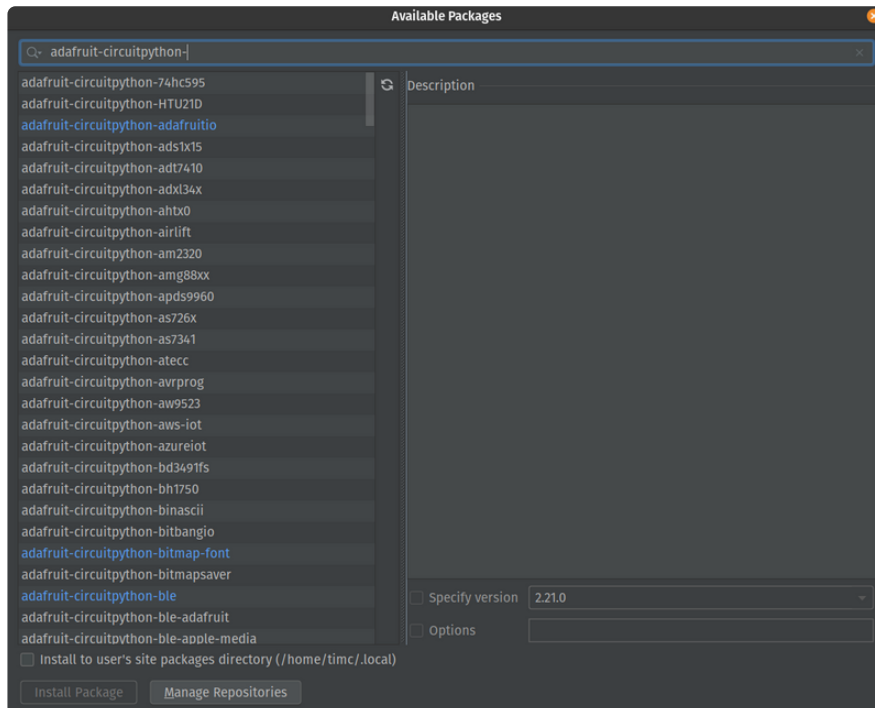 Available Packages
adafruit-circuitpython-
adafruit-circuitpython-74hc595
adafruit-circuitpython-HTU21D
adafruit-circuitpython-adafruitio
adafruit-circuitpython-ads1x15
adafruit-circuitpython-adt7410
adafruit-circuitpython-adxl34x
adafruit-circuitpython-ahtx0
adafruit-circuitpython-airlift
adafruit-circuitpython-am2320
adafruit-circuitpython-amg88xx
adafruit-circuitpython-apds9960
adafruit-circuitpython-as726x
adafruit-circuitpython-as7341
adafruit-circuitpython-atecc
adafruit-circuitpython-avrprog
adafruit-circuitpython-aw9523
adafruit-circuitpython-aws-iot
adafruit-circuitpython-azureiot
adafruit-circuitpython-bd3491fs
adafruit-circuitpython-bh1750
adafruit-circuitpython-binascii
adafruit-circuitpython-bitbangio
adafruit-circuitpython-bitmap-font
adafruit-circuitpython-bitmapsaver
adafruit-circuitpython-ble
adafruit-circuitpython-ble-adafruit
adafruit-circuitpython-ble-apple-media
Description
Specify version 2.21.0
Options
Install to user's site packages directory (/home/timc/.local)
Install Package Manage Repositories